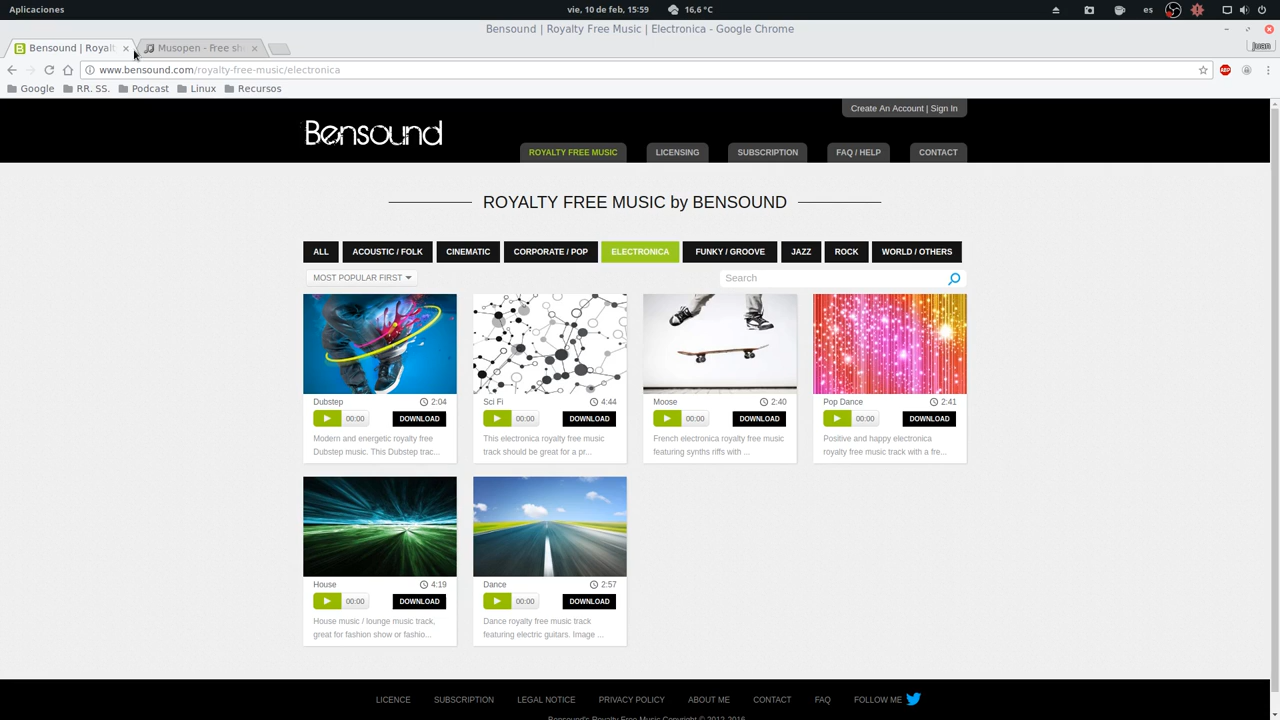 Aplicaciones
vie, 10 de feb, 15:59
16,6 °C
es
Bensound | Royalty Free Music | Electronica - Google Chrome
Bensound | Royalt
Musopen - Free sh
juan
www.bensound.com/royalty-free-music/electronica
ABP
Google
RR. SS.
Podcast
Linux
Recursos
Create An Account | Sign In
Bensound
ROYALTY FREE MUSIC
LICENSING
SUBSCRIPTION
FAQ / HELP
CONTACT
ROYALTY FREE MUSIC by BENSOUND
ALL
ACOUSTIC / FOLK
CINEMATIC
CORPORATE / POP
ELECTRONICA
FUNKY / GROOVE
JAZZ
ROCK
WORLD / OTHERS
MOST POPULAR FIRST
Search
Dubstep
2:04
00:00
DOWNLOAD
Modern and energetic royalty free
Dubstep music. This Dubstep trac...
Sci Fi
4:44
00:00
DOWNLOAD
This electronica royalty free music
track should be great for a pr...
Moose
2:40
00:00
DOWNLOAD
French electronica royalty free music
featuring synths riffs with ...
Pop Dance
2:41
00:00
DOWNLOAD
Positive and happy electronica
royalty free music track with a fre...
House
4:19
00:00
DOWNLOAD
House music / lounge music track,
great for fashion show or fashio...
Dance
2:57
00:00
DOWNLOAD
Dance royalty free music track
featuring electric guitars. Image ...
LICENCE
SUBSCRIPTION
LEGAL NOTICE
PRIVACY POLICY
ABOUT ME
CONTACT
FAQ
FOLLOW ME
Bensound's Royalty Free Music Copyright © 2012-2016